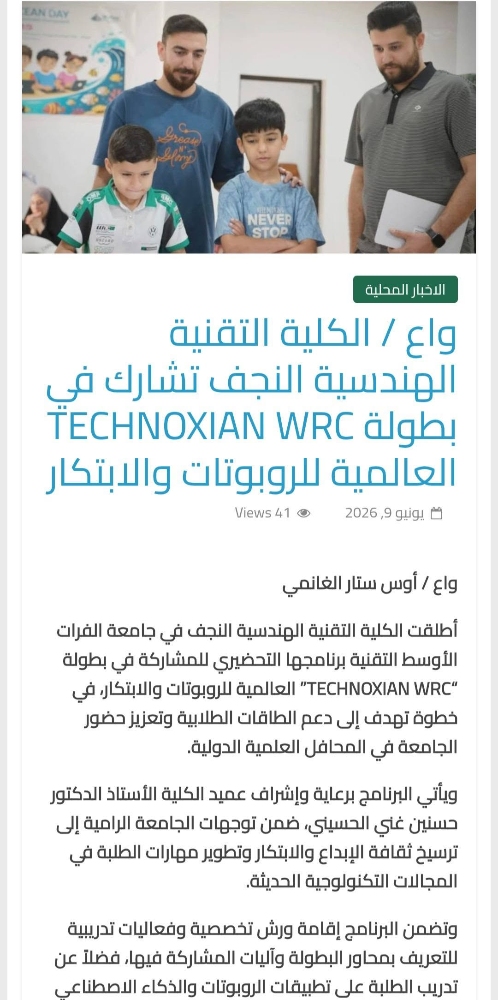 EAN DAY
Grease
N'
Glory
OMP
OSCARO
KEEP MOVING
NEVER
STOP
الاخبار المحلية
واع / الكلية التقنية
الهندسية النجف تشارك في
بطولة TECHNOXIAN WRC
العالمية للروبوتات والابتكار
يونيو 9, 2026 41 Views
واع / أوس ستار الغانمي
أطلقت الكلية التقنية الهندسية النجف في جامعة الفرات
الأوسط التقنية برنامجها التحضيري للمشاركة في بطولة
“TECHNOXIAN WRC” العالمية للروبوتات والابتكار، في
خطوة تهدف إلى دعم الطاقات الطلابية وتعزيز حضور
الجامعة في المحافل العلمية الدولية.
ويأتي البرنامج برعاية وإشراف عميد الكلية الأستاذ الدكتور
حسنين غني الحسيني، ضمن توجهات الجامعة الرامية إلى
ترسيخ ثقافة الإبداع والابتكار وتطوير مهارات الطلبة في
المجالات التكنولوجية الحديثة.
وتضمن البرنامج إقامة ورش تخصصية وفعاليات تدريبية
للتعريف بمحاور البطولة وآليات المشاركة فيها، فضلاً عن
تدريب الطلبة على تطبيقات الروبوتات والذكاء الاصطناعي